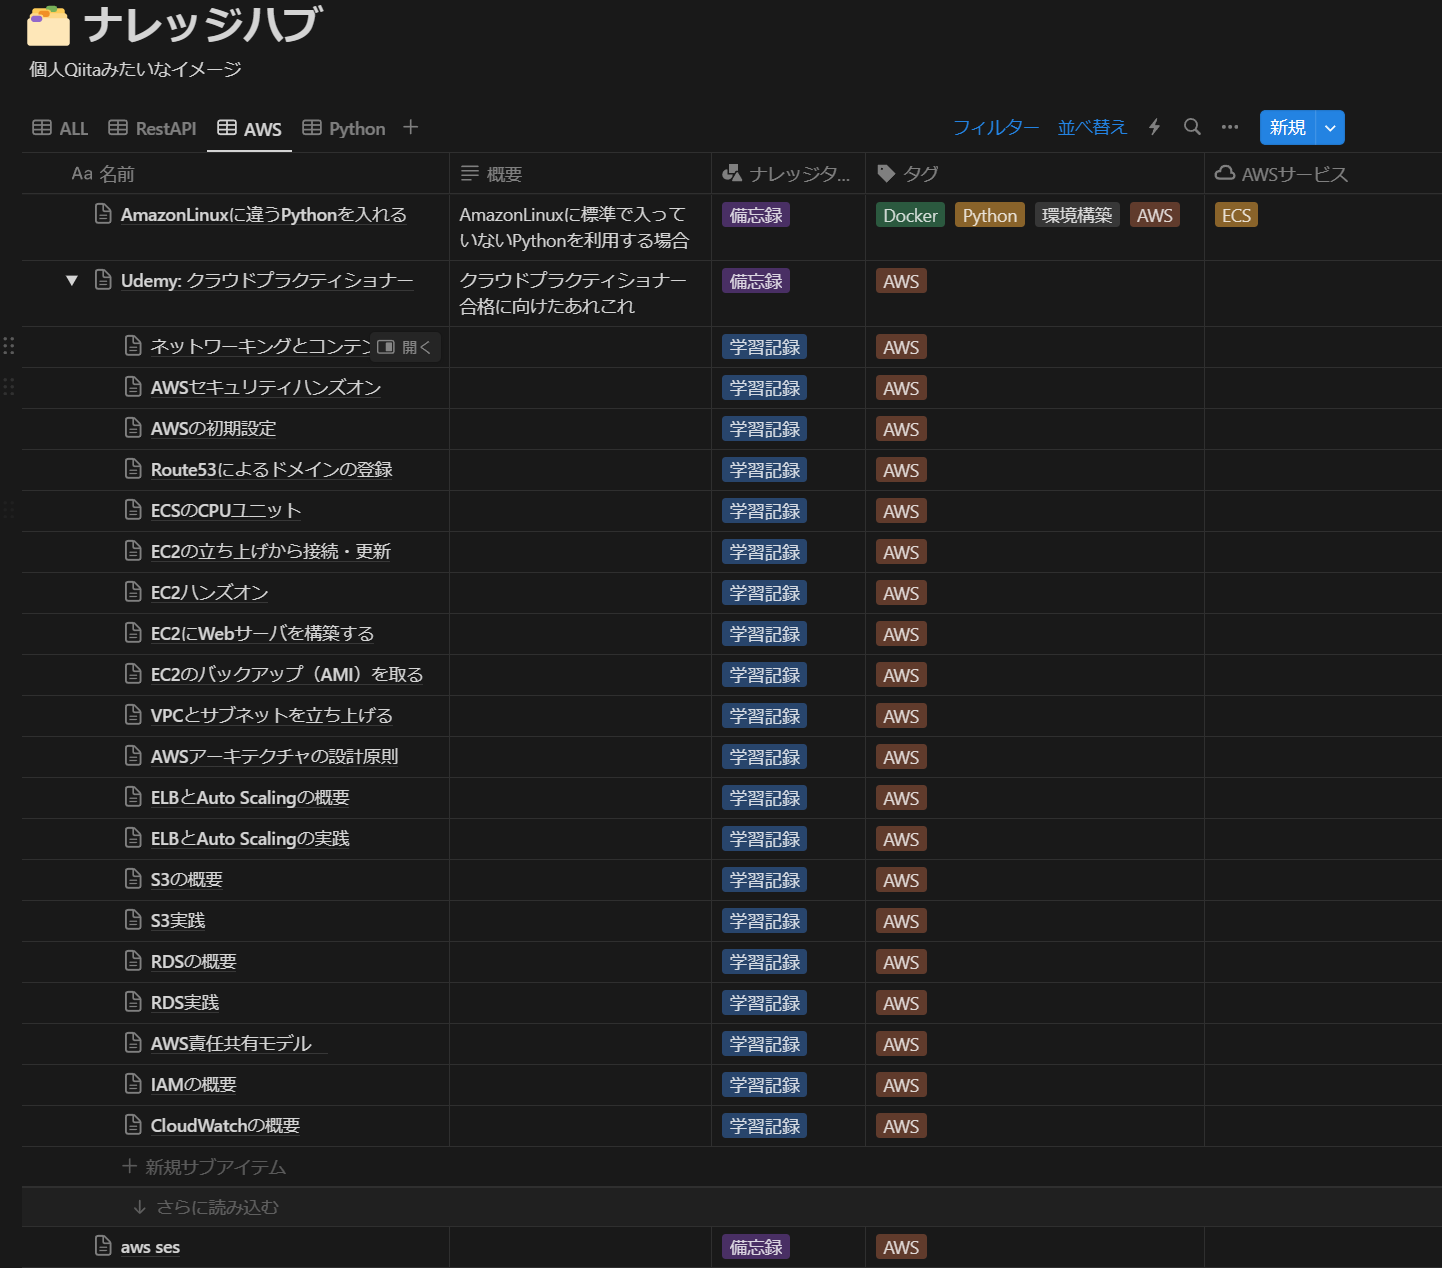 ナレッジハブ
個人Qiitaみたいなイメージ
ALL RestAPI AWS Python フィルター 並べ替え 新規
Aa 名前 概要 ナレッジタ... タグ AWSサービス
AmazonLinuxに違うPythonを入れる AmazonLinuxに標準で入って 備忘録 Docker Python 環境構築 AWS ECS
いないPythonを利用する場合
Udemy: クラウドプラクティショナー クラウドプラクティショナー 備忘録 AWS
合格に向けたあれこれ
ネットワーキングとコンテン 開く 学習記録 AWS
AWSセキュリティハンズオン 学習記録 AWS
AWSの初期設定 学習記録 AWS
Route53によるドメインの登録 学習記録 AWS
ECSのCPUユニット 学習記録 AWS
EC2の立ち上げから接続・更新 学習記録 AWS
EC2ハンズオン 学習記録 AWS
EC2にWebサーバを構築する 学習記録 AWS
EC2のバックアップ（AMI）を取る 学習記録 AWS
VPCとサブネットを立ち上げる 学習記録 AWS
AWSアーキテクチャの設計原則 学習記録 AWS
ELBとAuto Scalingの概要 学習記録 AWS
ELBとAuto Scalingの実践 学習記録 AWS
S3の概要 学習記録 AWS
S3実践 学習記録 AWS
RDSの概要 学習記録 AWS
RDS実践 学習記録 AWS
AWS責任共有モデル 学習記録 AWS
IAMの概要 学習記録 AWS
CloudWatchの概要 学習記録 AWS
+ 新規サブアイテム
↓ さらに読み込む
aws ses 備忘録 AWS